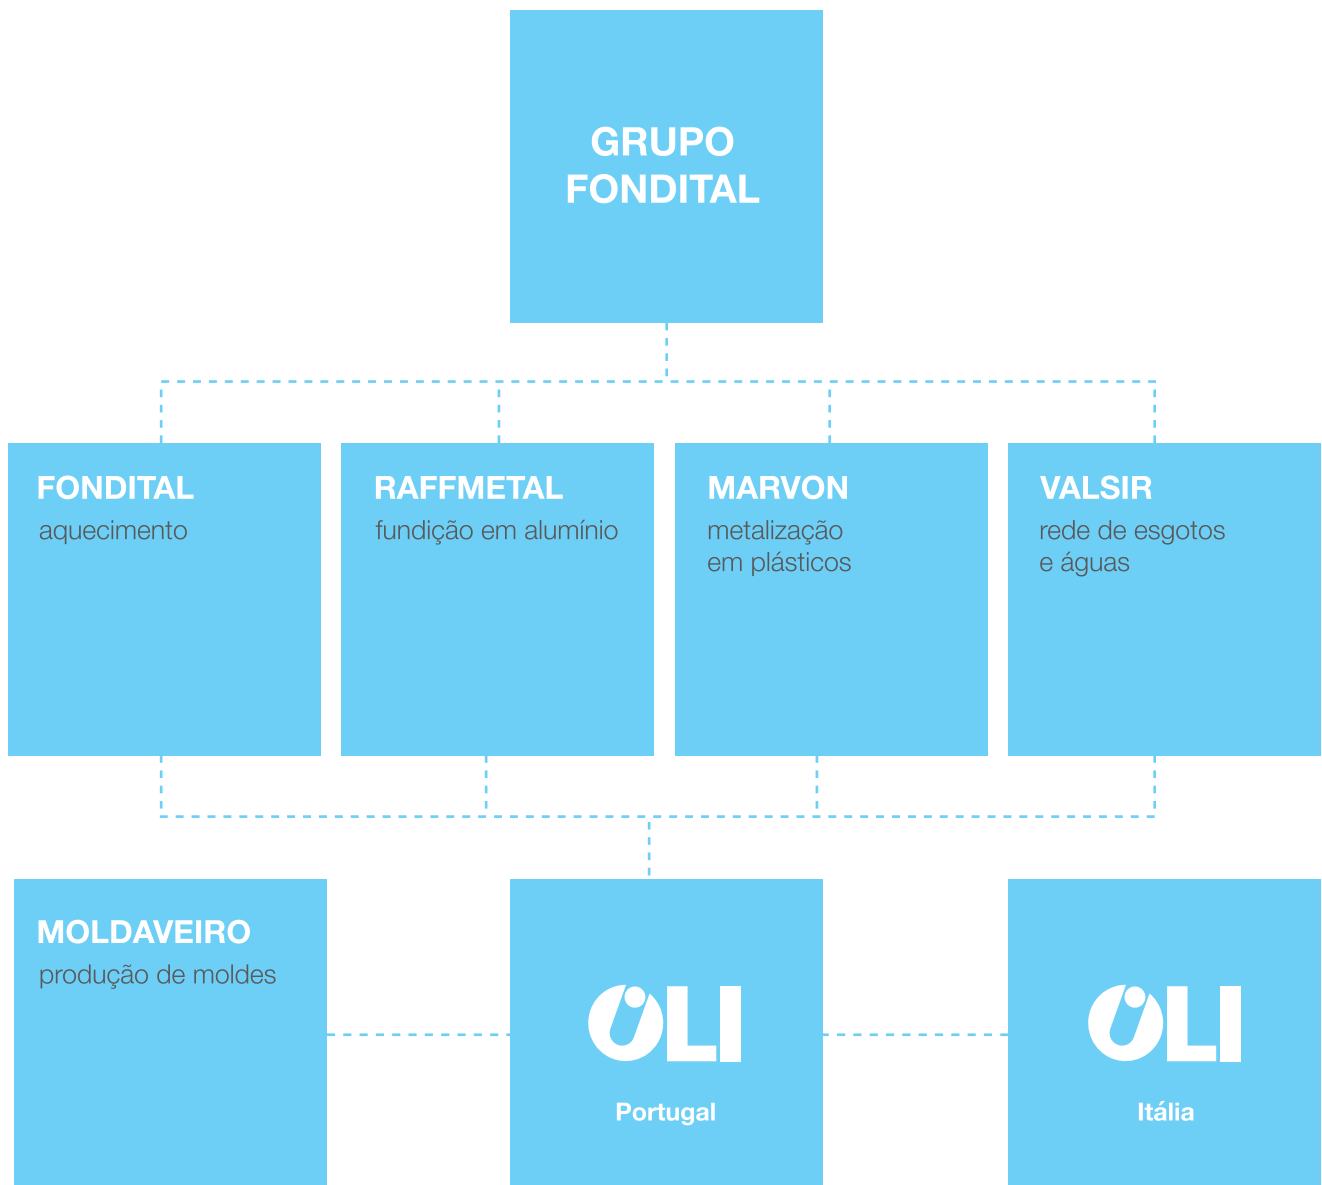 GRUPO
FONDITAL
FONDITAL
aquecimento
RAFFMETAL
fundição em alumínio
MARVON
metalização
em plásticos
VALSIR
rede de esgotos
e águas
MOLDAVEIRO
produção de moldes
OLI
Portugal
OLI
Itália